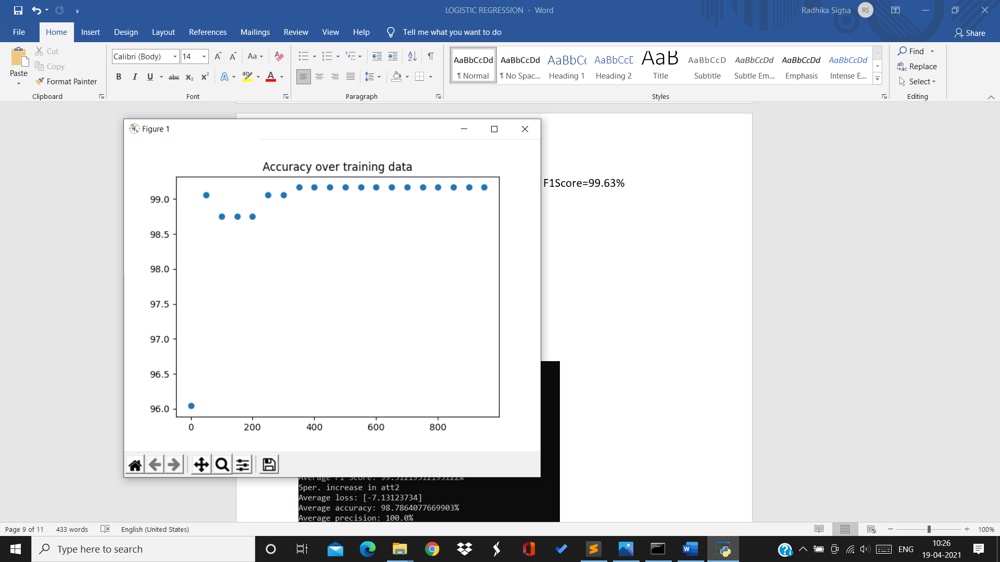 LOGISTIC REGRESSION - Word
Radhika Sigtia RS
File Home Insert Design Layout References Mailings Review View Help Tell me what you want to do Share
Paste
Cut
Copy
Format Painter
Clipboard
Calibri (Body) 14
Font
Paragraph
AaBbCcDd AaBbCcDd AaBbCc AaBbCcD AaB AaBbCcD AaBbCcDd AaBbCcDd AaBbCcDd
¶ Normal ¶ No Spac... Heading 1 Heading 2 Title Subtitle Subtle Em... Emphasis Intense E...
Styles
Find
Replace
Select
Editing
Figure 1
Accuracy over training data
99.0
98.5
98.0
97.5
97.0
96.5
96.0
0 200 400 600 800
F1Score=99.63%
Average F1 Score: 99.51219512195122%
5per. increase in att2
Average loss: [-7.13123734]
Average accuracy: 98.7864077669903%
Average precision: 100.0%
Page 9 of 11 433 words English (United States) 100%
Type here to search
ENG
10:26
19-04-2021